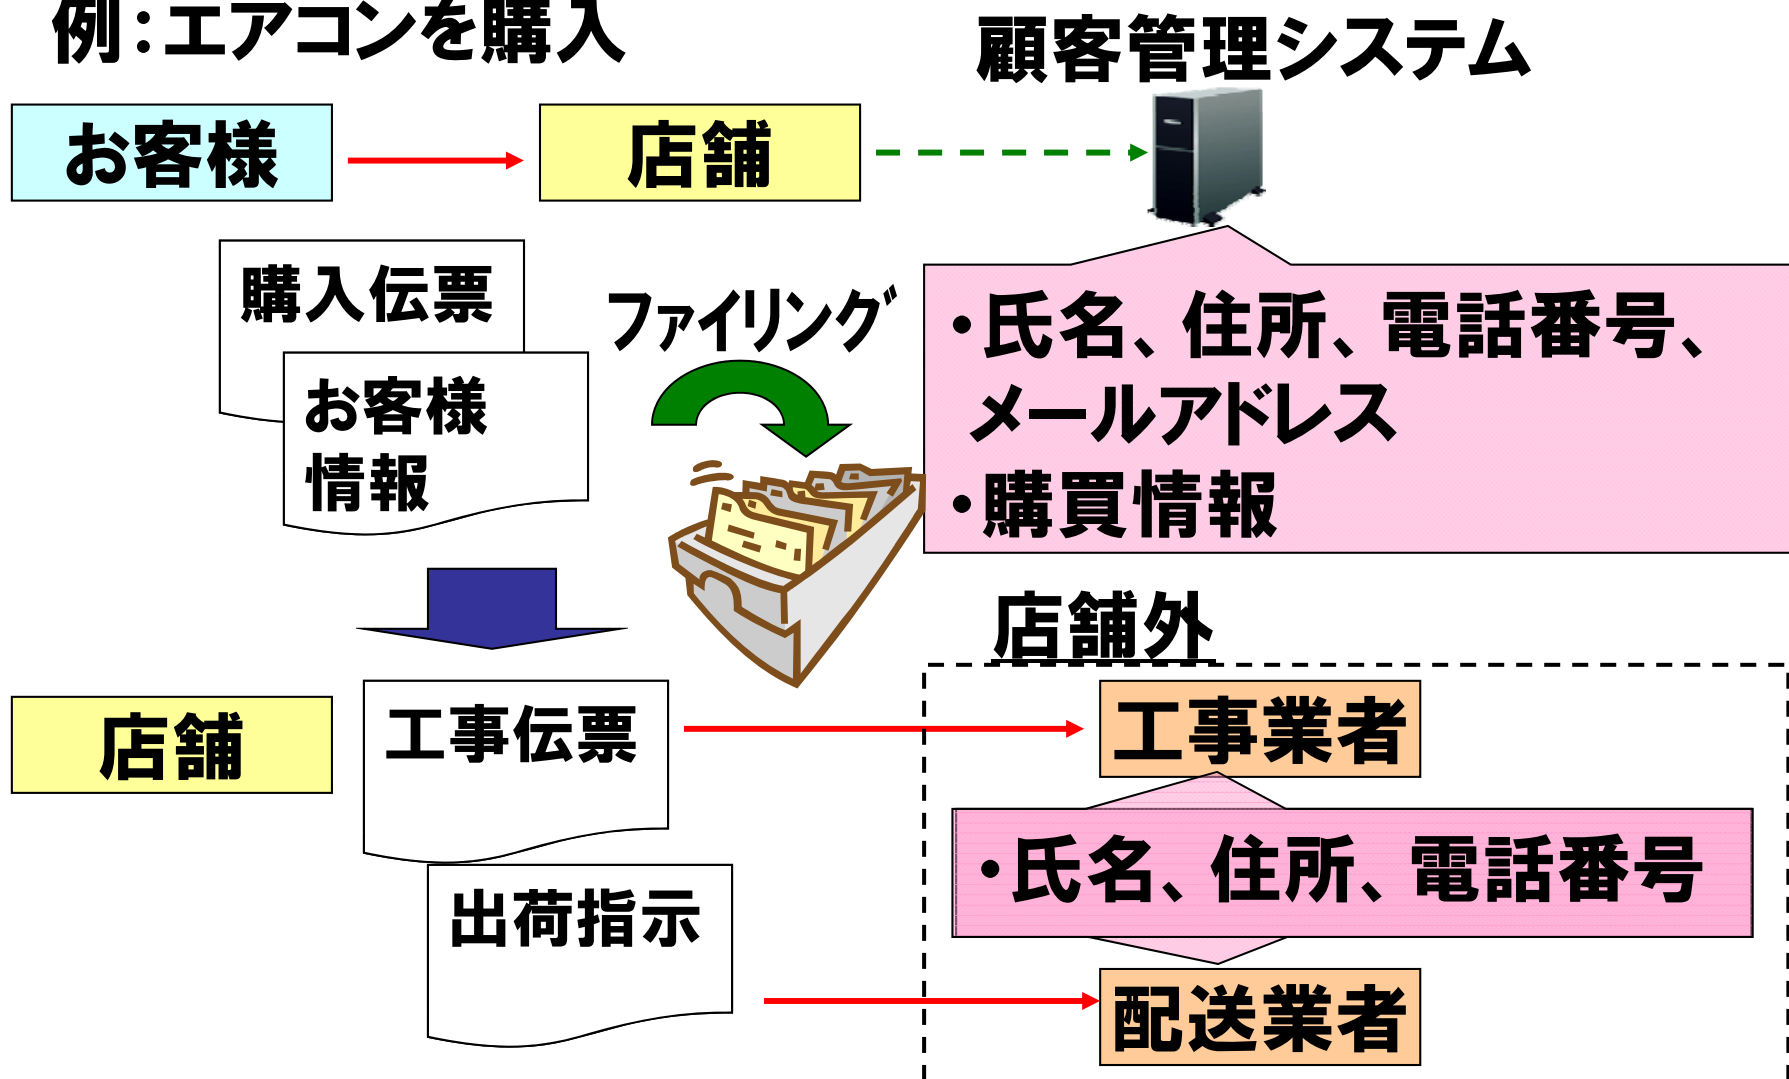 例：エアコンを購入
顧客管理システム
お客様
店舗
購入伝票
お客様
情報
ファイリング
・氏名、住所、電話番号、
メールアドレス
・購買情報
店舗外
店舗
工事伝票
工事業者
・氏名、住所、電話番号
出荷指示
配送業者